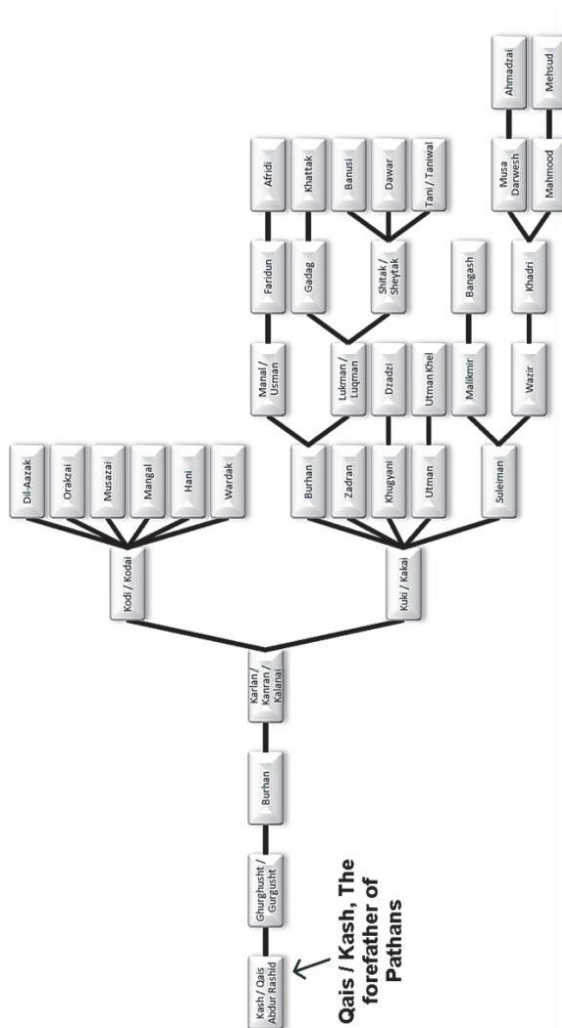 Kash / Qais
Abdur Rashid
Qais / Kash, The
forefather of
Pathans
Ghurghusht /
Gurgusht
Burhan
Karlan /
Kanran /
Kalanai
Kodi / Kodai
Dil-Aazak
Orakzai
Musazai
Mangal
Hani
Wardak
Kuki / Kakai
Burhan
Zadran
Khugyani
Utman
Suleiman
Manal /
Usman
Lukman /
Luqman
Dzadzi
Utman Khel
Malikmir
Wazir
Faridun
Gadag
Shitak /
Sheytak
Bangash
Khadri
Afridi
Khattak
Banusi
Dawar
Tani / Taniwal
Musa
Darwesh
Mahmood
Ahmadzai
Mehsud